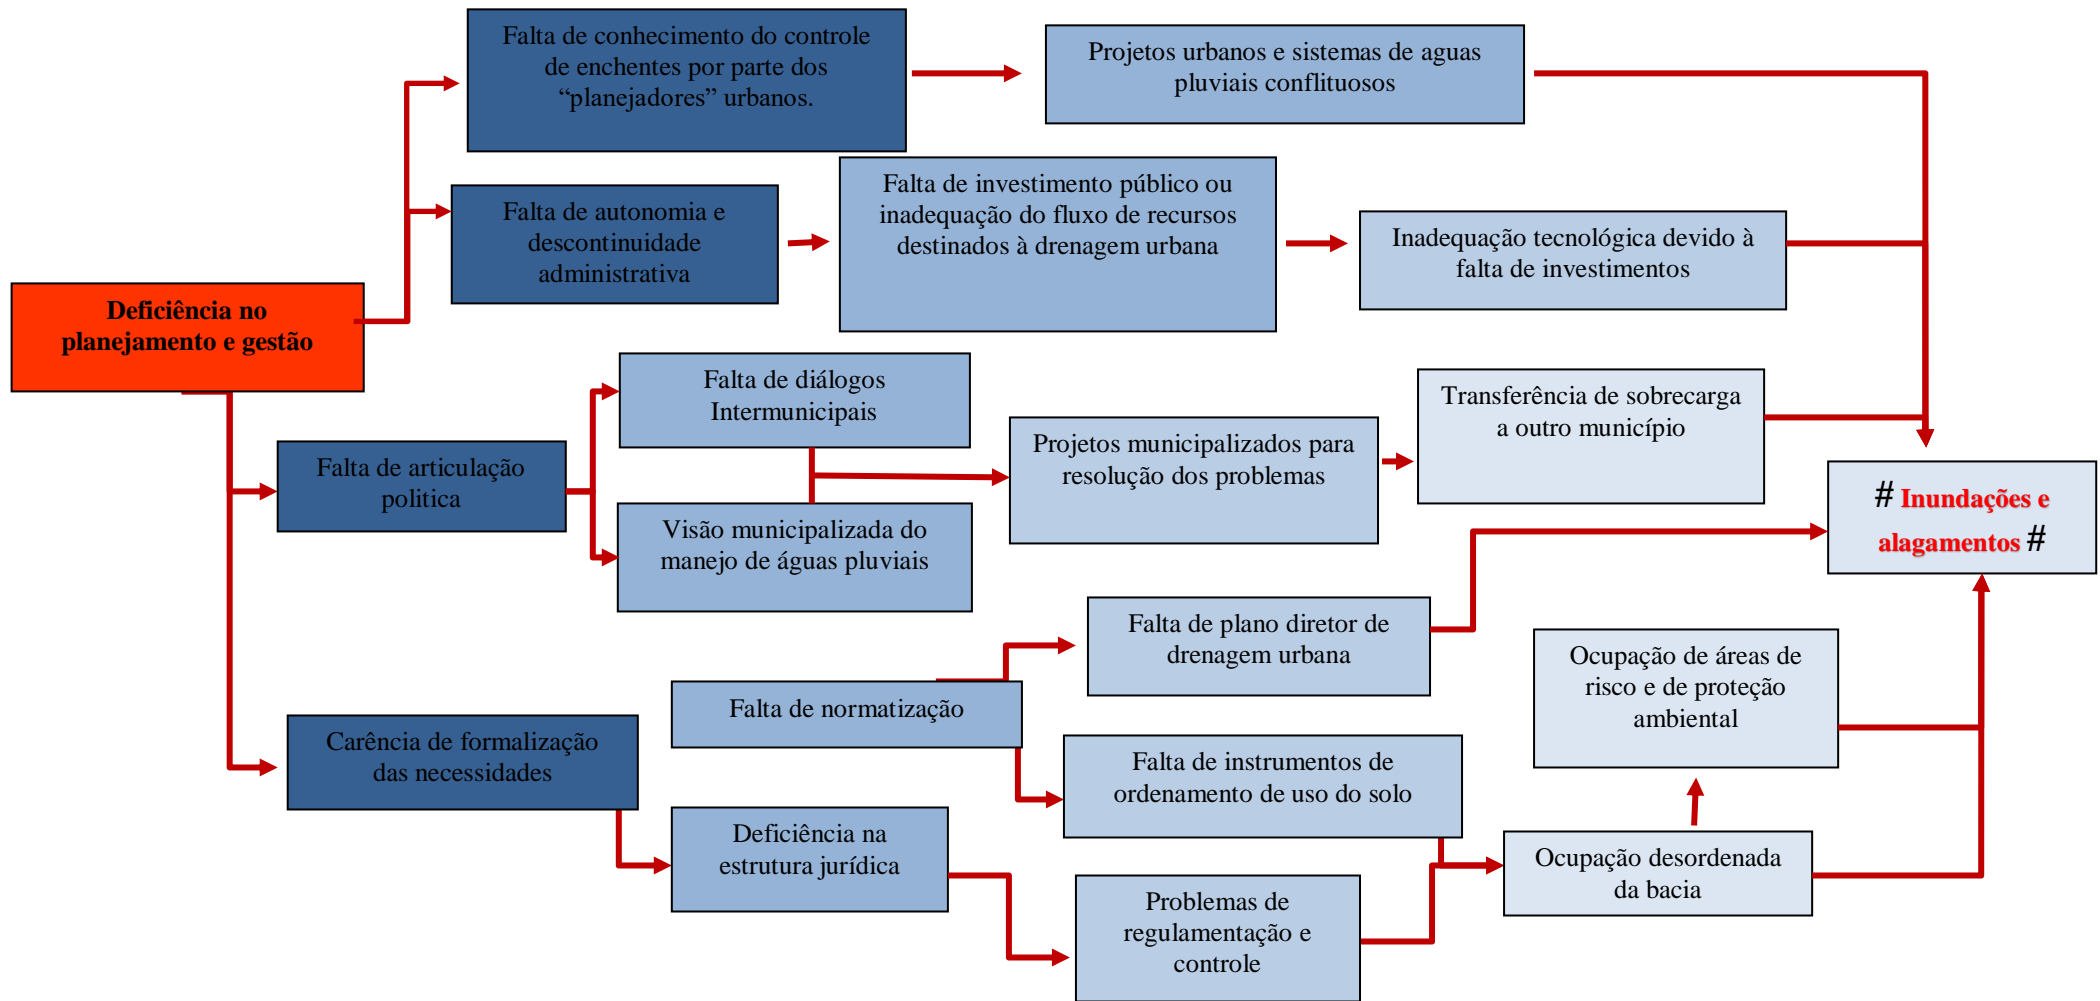 Falta de conhecimento do controle
de enchentes por parte dos
“planejadores” urbanos.
Projetos urbanos e sistemas de aguas
pluviais conflituosos
Falta de autonomia e
descontinuidade
administrativa
Falta de investimento público ou
inadequação do fluxo de recursos
destinados à drenagem urbana
Inadequação tecnológica devido à
falta de investimentos
Deficiência no
planejamento e gestão
Falta de diálogos
Intermunicipais
Transferência de sobrecarga
a outro município
Projetos municipalizados para
resolução dos problemas
Falta de articulação
politica
Visão municipalizada do
manejo de águas pluviais
# Inundações e
alagamentos #
Falta de plano diretor de
drenagem urbana
Ocupação de áreas de
risco e de proteção
ambiental
Falta de normatização
Carência de formalização
das necessidades
Falta de instrumentos de
ordenamento de uso do solo
Deficiência na
estrutura jurídica
Ocupação desordenada
da bacia
Problemas de
regulamentação e
controle